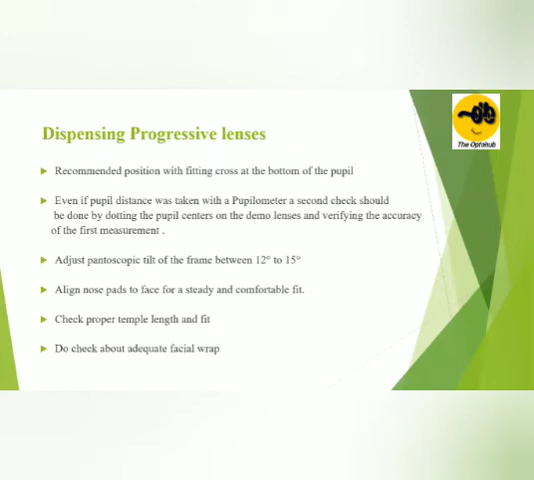 The Optohub
Dispensing Progressive lenses
Recommended position with fitting cross at the bottom of the pupil
Even if pupil distance was taken with a Pupilometer a second check should
be done by dotting the pupil centers on the demo lenses and verifying the accuracy
of the first measurement .
Adjust pantoscopic tilt of the frame between 12° to 15°
Align nose pads to face for a steady and comfortable fit.
Check proper temple length and fit
Do check about adequate facial wrap